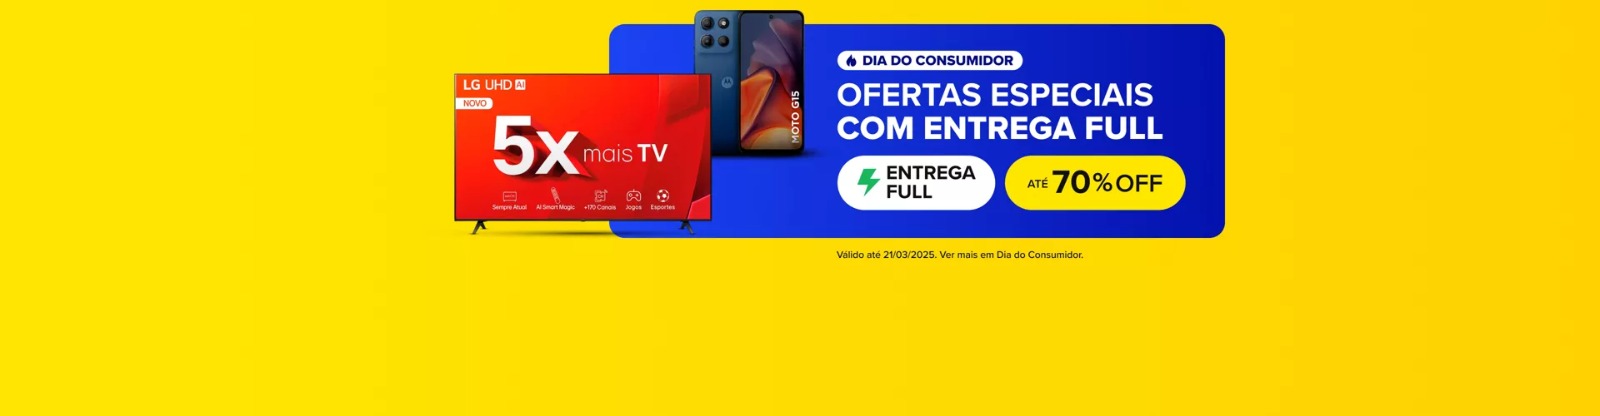 LG UHD AI
NOVO
5x mais TV
Sempre Atual
AI Smart Magic
+170 Canais
Jogos
Esportes
MOTO G15
DIA DO CONSUMIDOR
OFERTAS ESPECIAIS
COM ENTREGA FULL
ENTREGA
FULL
ATÉ 70% OFF
Válido até 21/03/2025. Ver mais em Dia do Consumidor.